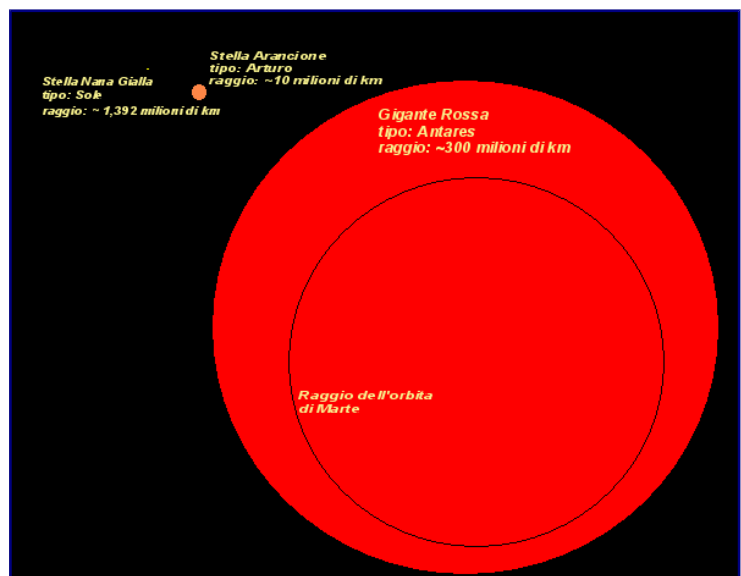 Stella Arancione
tipo: Arturo
raggio: ~10 milioni di km
Stella Nana Gialla
tipo: Sole
raggio: ~ 1,392 milioni di km
Gigante Rossa
tipo: Antares
raggio: ~300 milioni di km
Raggio dell'orbita
di Marte